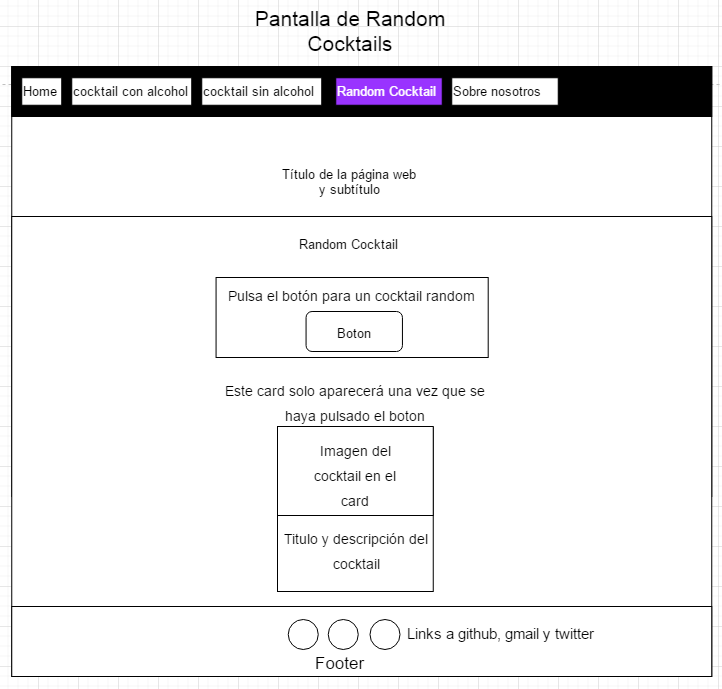 Pantalla de Random
Cocktails
Home
cocktail con alcohol
cocktail sin alcohol
Random Cocktail
Sobre nosotros
Título de la página web
y subtítulo
Random Cocktail
Pulsa el botón para un cocktail random
Boton
Este card solo aparecerá una vez que se
haya pulsado el boton
Imagen del
cocktail en el
card
Titulo y descripción del
cocktail
Links a github, gmail y twitter
Footer